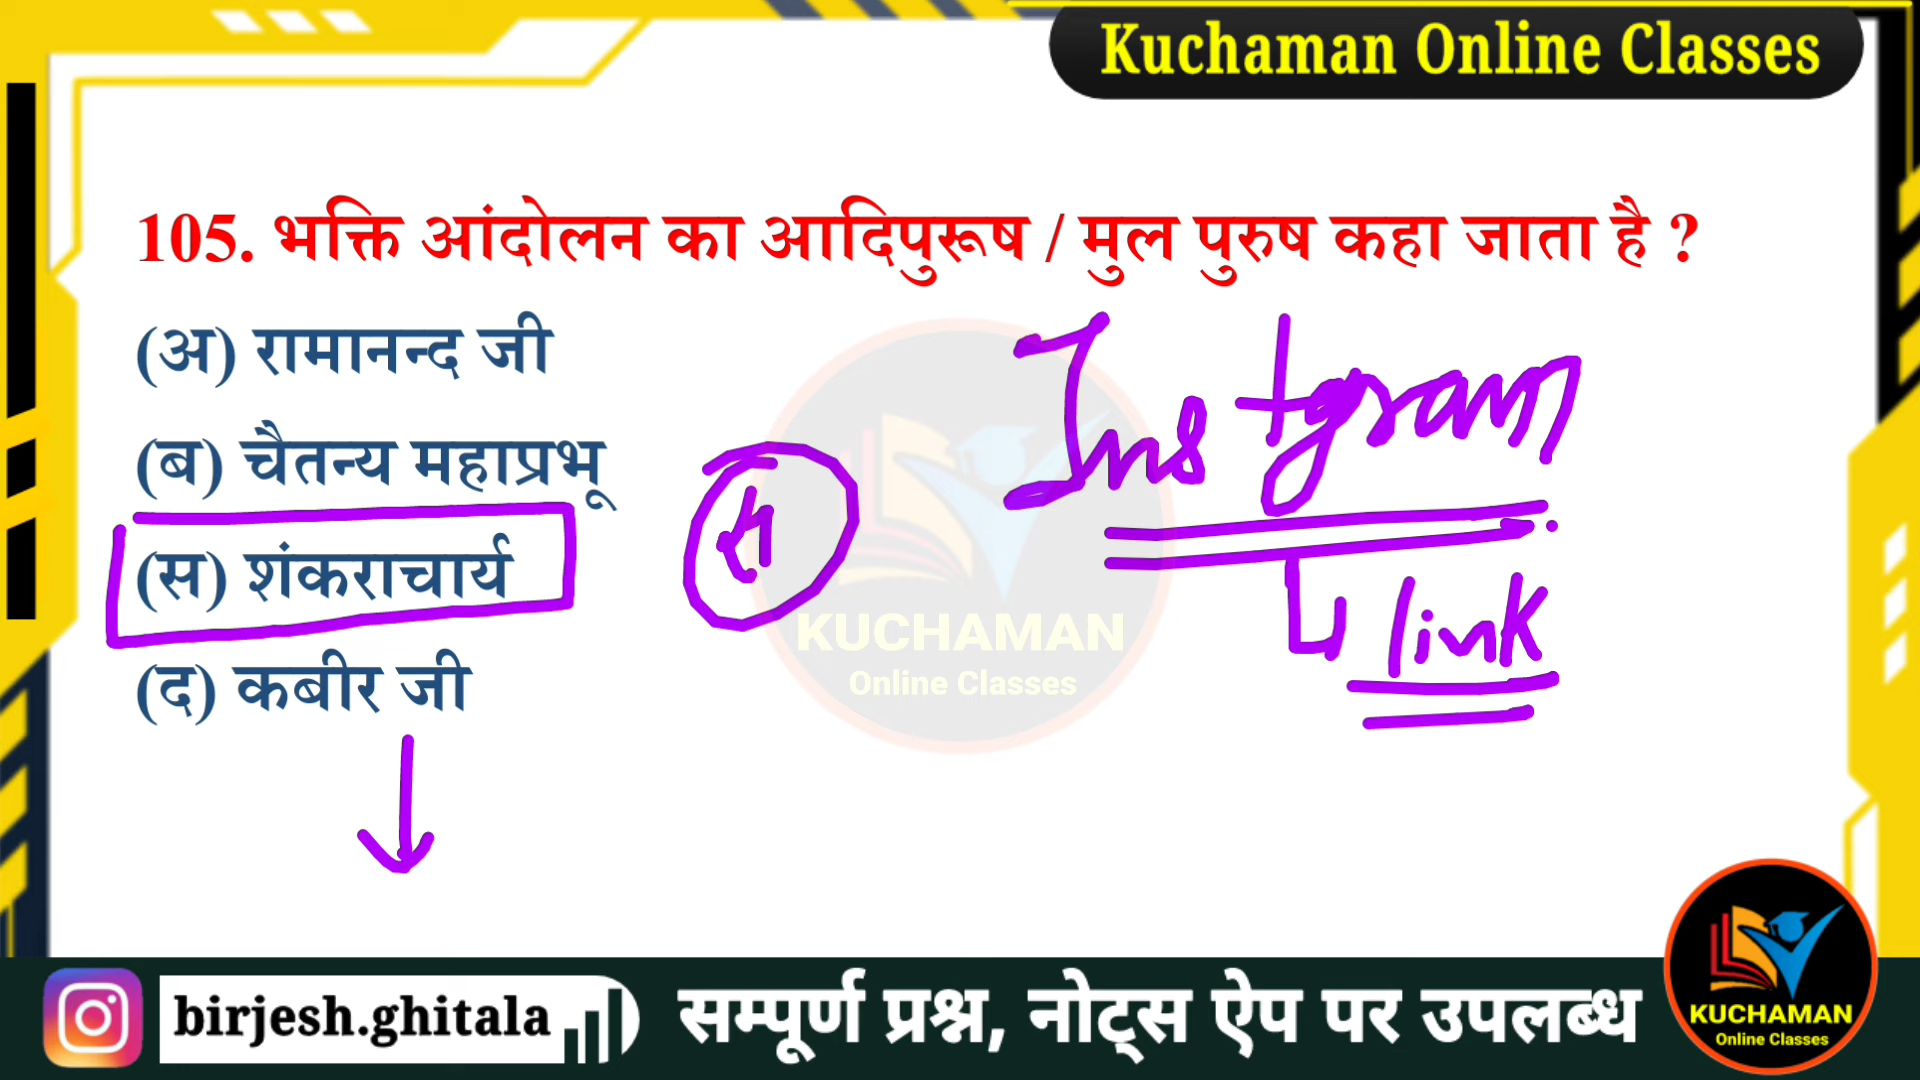 Kuchaman Online Classes
105. भक्ति आंदोलन का आदिपुरूष / मुल पुरुष कहा जाता है ?
(अ) रामानन्द जी
(ब) चैतन्य महाप्रभू
(स) शंकराचार्य
(द) कबीर जी
स
Instgram
link
KUCHAMAN
Online Classes
birjesh.ghitala
सम्पूर्ण प्रश्न, नोट्स ऐप पर उपलब्ध
KUCHAMAN
Online Classes